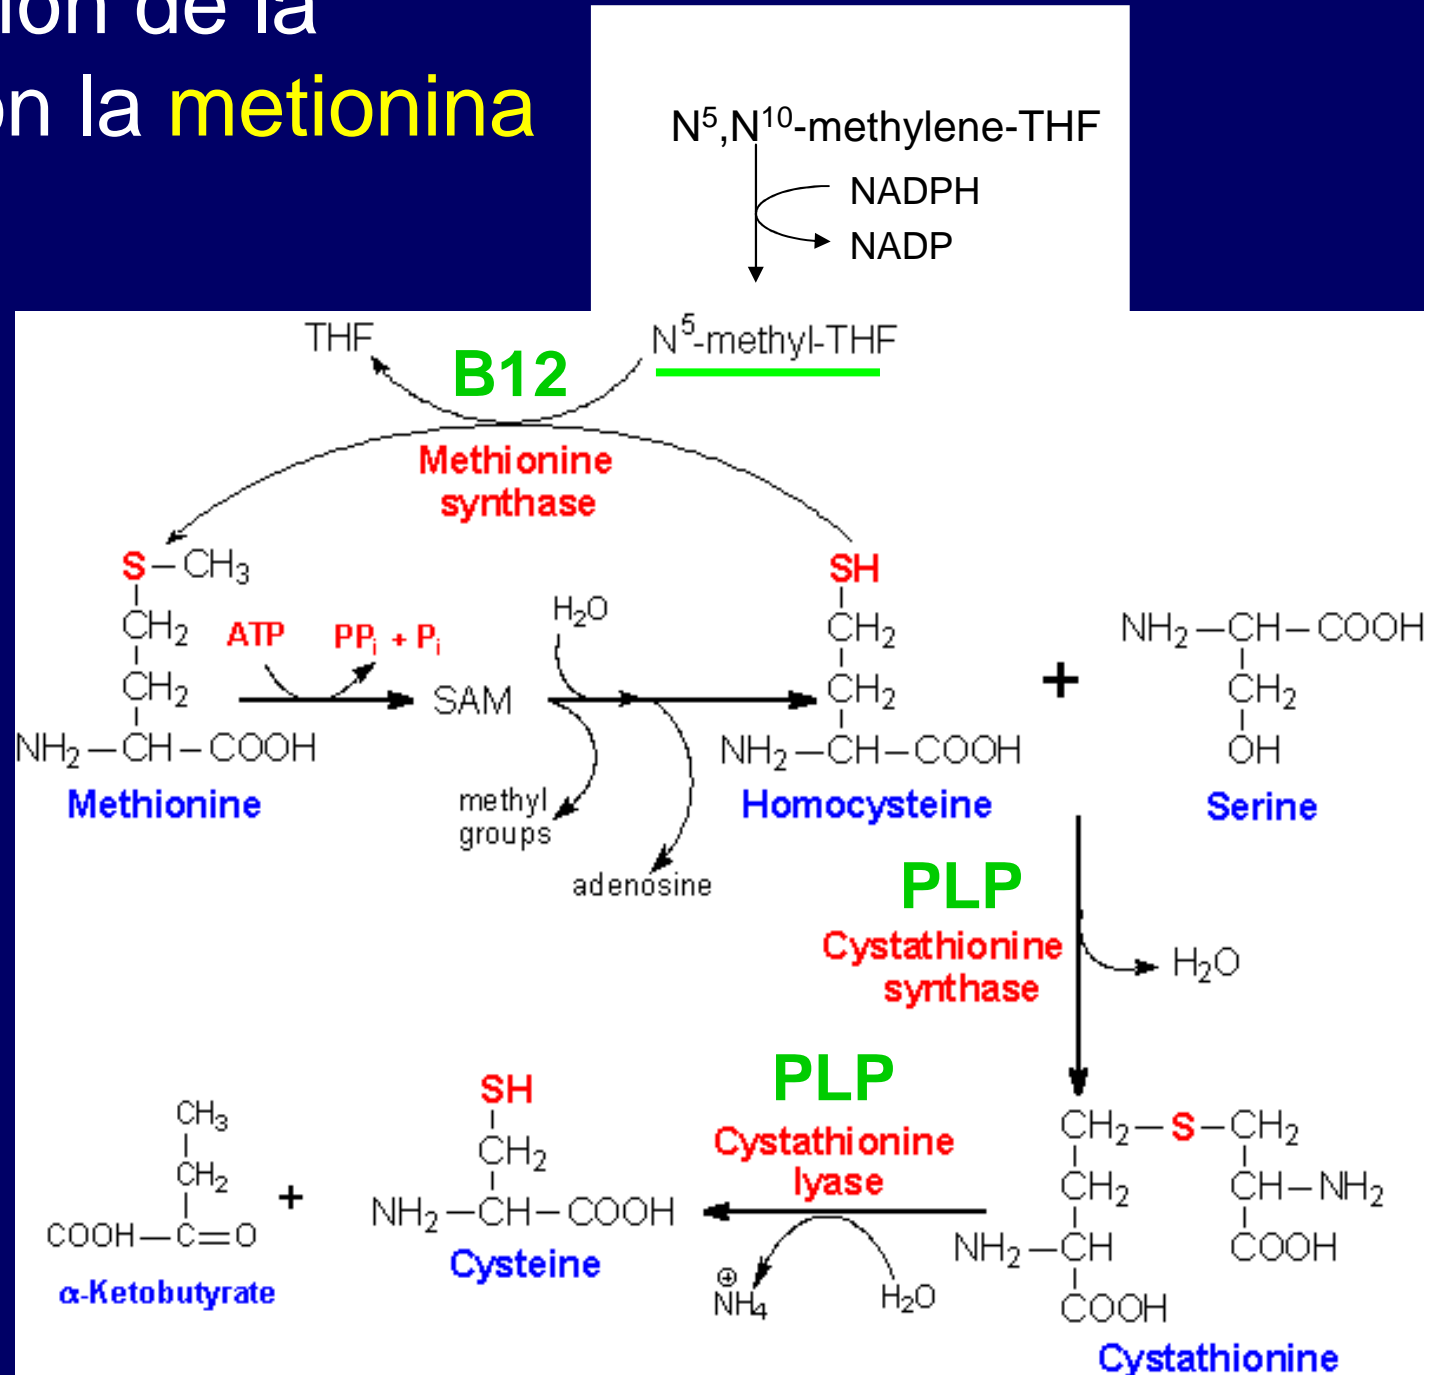 ión de la
on la metionina
N⁵,N¹⁰-methylene-THF
NADPH
NADP
THF
B12
N⁵-methyl-THF
Methionine
synthase
S–CH₃
CH₂
CH₂
NH₂–CH–COOH
Methionine
ATP
PPᵢ + Pᵢ
SAM
H₂O
methyl
groups
adenosine
SH
CH₂
CH₂
NH₂–CH–COOH
Homocysteine
+
NH₂–CH–COOH
CH₂
OH
Serine
PLP
Cystathionine
synthase
H₂O
CH₂–S–CH₂
CH₂ CH–NH₂
NH₂–CH COOH
COOH
Cystathionine
PLP
Cystathionine
lyase
H₂O
⊕
NH₄
SH
CH₂
NH₂–CH–COOH
Cysteine
+
CH₃
CH₂
COOH–C=O
α-Ketobutyrate